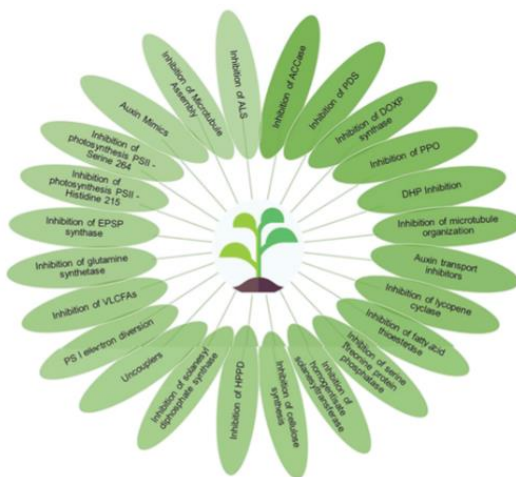 Inhibition of ACCase
Inhibition of PDS
Inhibition of DOXP
synthase
Inhibition of PPO
DHP Inhibition
Inhibition of microtubule
organization
Auxin transport
inhibitors
Inhibition of lycopene
cyclase
Inhibition of fatty-acid
thioesterase
Inhibition of serine
threonine protein
phosphatase
Inhibition of
homogentisate
solanesyltransferase
Inhibition of cellulose
synthesis
Inhibition of HPPD
Inhibition of solanesyl
diphosphate synthase
Uncouplers
PS I electron diversion
Inhibition of VLCFAs
Inhibition of glutamine
synthetase
Inhibition of EPSP
synthase
Inhibition of
photosynthesis PSII -
Histidine 215
Inhibition of
photosynthesis PSII -
Serine 264
Auxin Mimics
Inhibition of Microtubule
Assembly
Inhibition of ALS